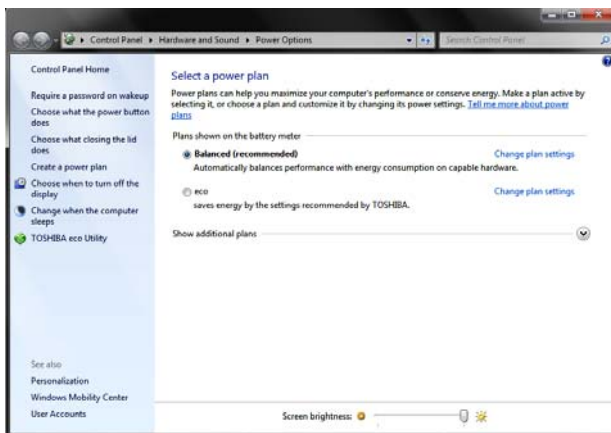 Control Panel ▸ Hardware and Sound ▸ Power Options
Search Control Panel
Control Panel Home
Require a password on wakeup
Choose what the power button
does
Choose what closing the lid
does
Create a power plan
Choose when to turn off the
display
Change when the computer
sleeps
TOSHIBA eco Utility
See also
Personalization
Windows Mobility Center
User Accounts
Select a power plan
Power plans can help you maximize your computer's performance or conserve energy. Make a plan active by
selecting it, or choose a plan and customize it by changing its power settings. Tell me more about power
plans
Plans shown on the battery meter
Balanced (recommended) Change plan settings
Automatically balances performance with energy consumption on capable hardware.
eco Change plan settings
saves energy by the settings recommended by TOSHIBA.
Show additional plans
Screen brightness: